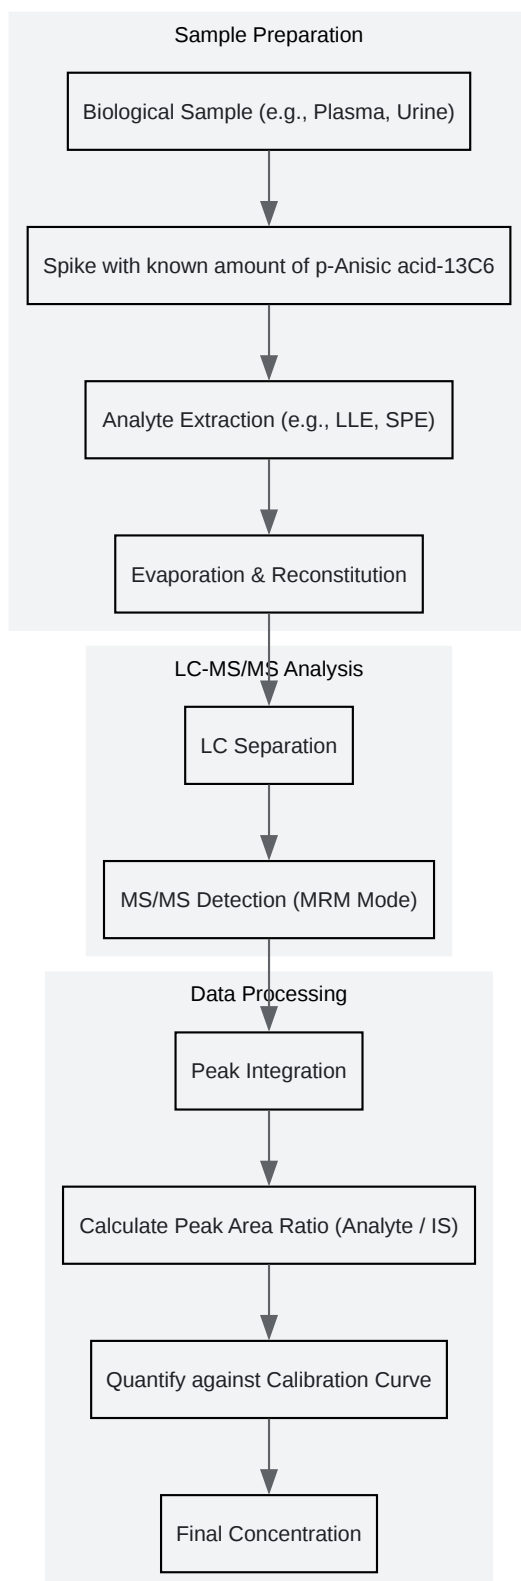 Sample Preparation
Biological Sample (e.g., Plasma, Urine)
Spike with known amount of p-Anisic acid-13C6
Analyte Extraction (e.g., LLE, SPE)
Evaporation & Reconstitution
LC-MS/MS Analysis
LC Separation
MS/MS Detection (MRM Mode)
Data Processing
Peak Integration
Calculate Peak Area Ratio (Analyte / IS)
Quantify against Calibration Curve
Final Concentration